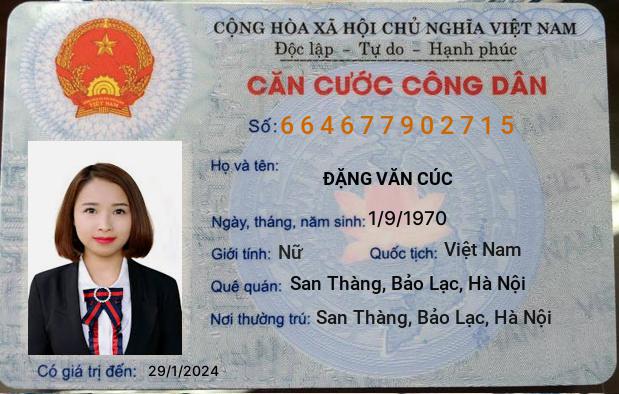 CỘNG HÒA XÃ HỘI CHỦ NGHĨA VIỆT NAM
Độc lập - Tự do - Hạnh phúc
CĂN CƯỚC CÔNG DÂN
Số: 664677902715
Họ và tên:
ĐẶNG VĂN CÚC
Ngày, tháng, năm sinh: 1/9/1970
Giới tính: Nữ Quốc tịch: Việt Nam
Quê quán: San Thàng, Bảo Lạc, Hà Nội
Nơi thường trú: San Thàng, Bảo Lạc, Hà Nội
Có giá trị đến: 29/1/2024
VIỆT NAM